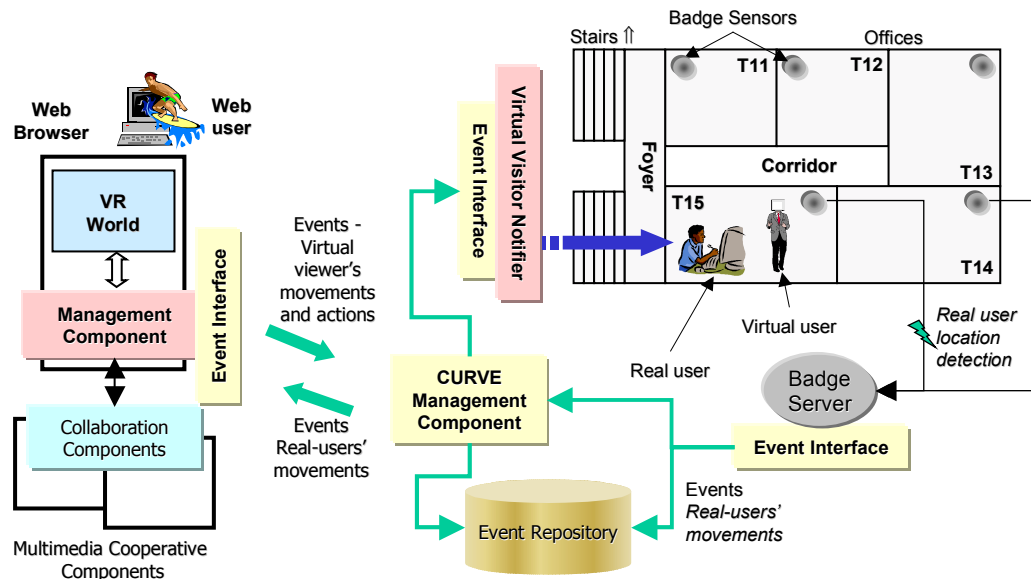 Web
Browser
Web
user
VR
World
Management
Component
Event Interface
Collaboration
Components
Multimedia Cooperative
Components
Events -
Virtual
viewer's
movements
and actions
Events
Real-users'
movements
Event Interface
Virtual Visitor Notifier
CURVE
Management
Component
Event Repository
Badge Sensors
Stairs ⇑
Offices
T11
T12
Foyer
Corridor
T13
T15
T14
Virtual user
Real user
Real user
location
detection
Badge
Server
Event Interface
Events
Real-users'
movements